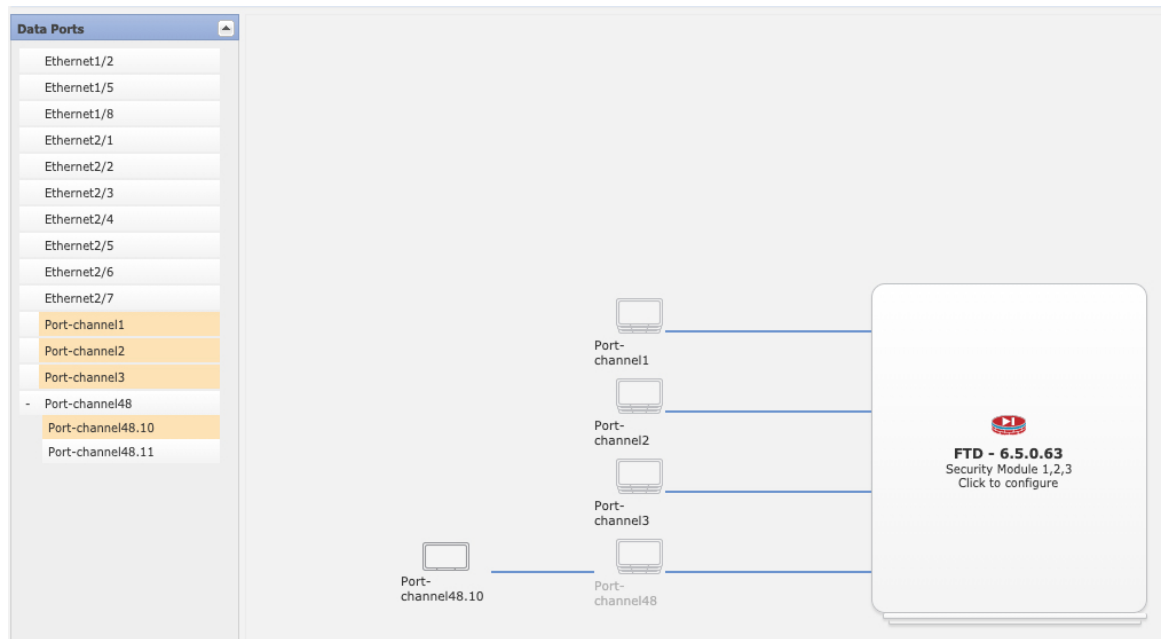 Data Ports
Ethernet1/2
Ethernet1/5
Ethernet1/8
Ethernet2/1
Ethernet2/2
Ethernet2/3
Ethernet2/4
Ethernet2/5
Ethernet2/6
Ethernet2/7
Port-channel1
Port-channel2
Port-channel3
- Port-channel48
Port-channel48.10
Port-channel48.11
Port-
channel1
Port-
channel2
Port-
channel3
Port-
channel48.10
Port-
channel48
FTD - 6.5.0.63
Security Module 1,2,3
Click to configure